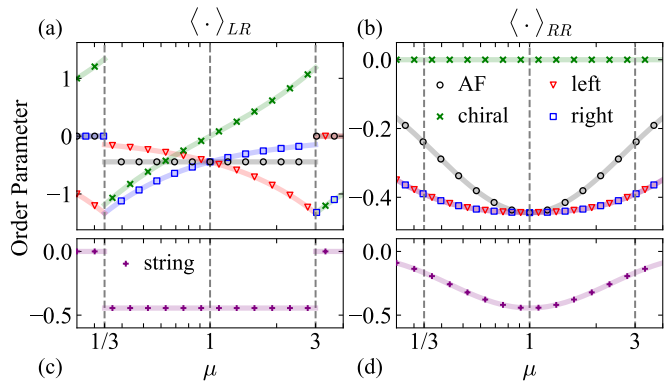 (a) ⟨ · ⟩LR (b) ⟨ · ⟩RR
1
0
−1
0.0
−0.2
−0.4
AF
chiral
left
right
Order Parameter
0.0
−0.5
string
0.0
−0.5
1/3 1 3
1/3 1 3
(c) μ μ (d)